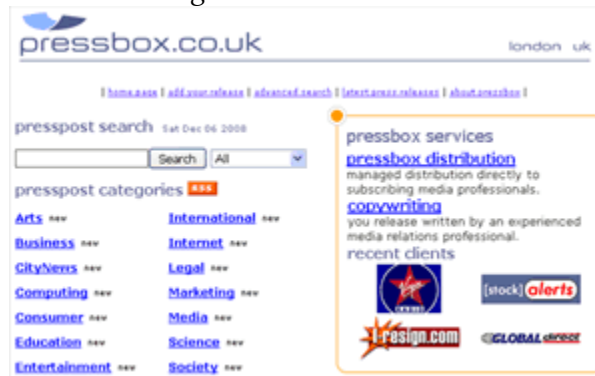 pressbox.co.uk
london uk
| home page | add your release | advanced search | latest press releases | about pressbox |
presspost search Sat Dec 06 2008
Search All
presspost categories RSS
Arts new International new
Business new Internet new
CityNews new Legal new
Computing new Marketing new
Consumer new Media new
Education new Science new
Entertainment new Society new
pressbox services
pressbox distribution
managed distribution directly to
subscribing media professionals.
copywriting
you release written by an experienced
media relations professional.
recent clients
Virgin
RADIO
[stock] alerts
i-resign.com
GLOBAL direct